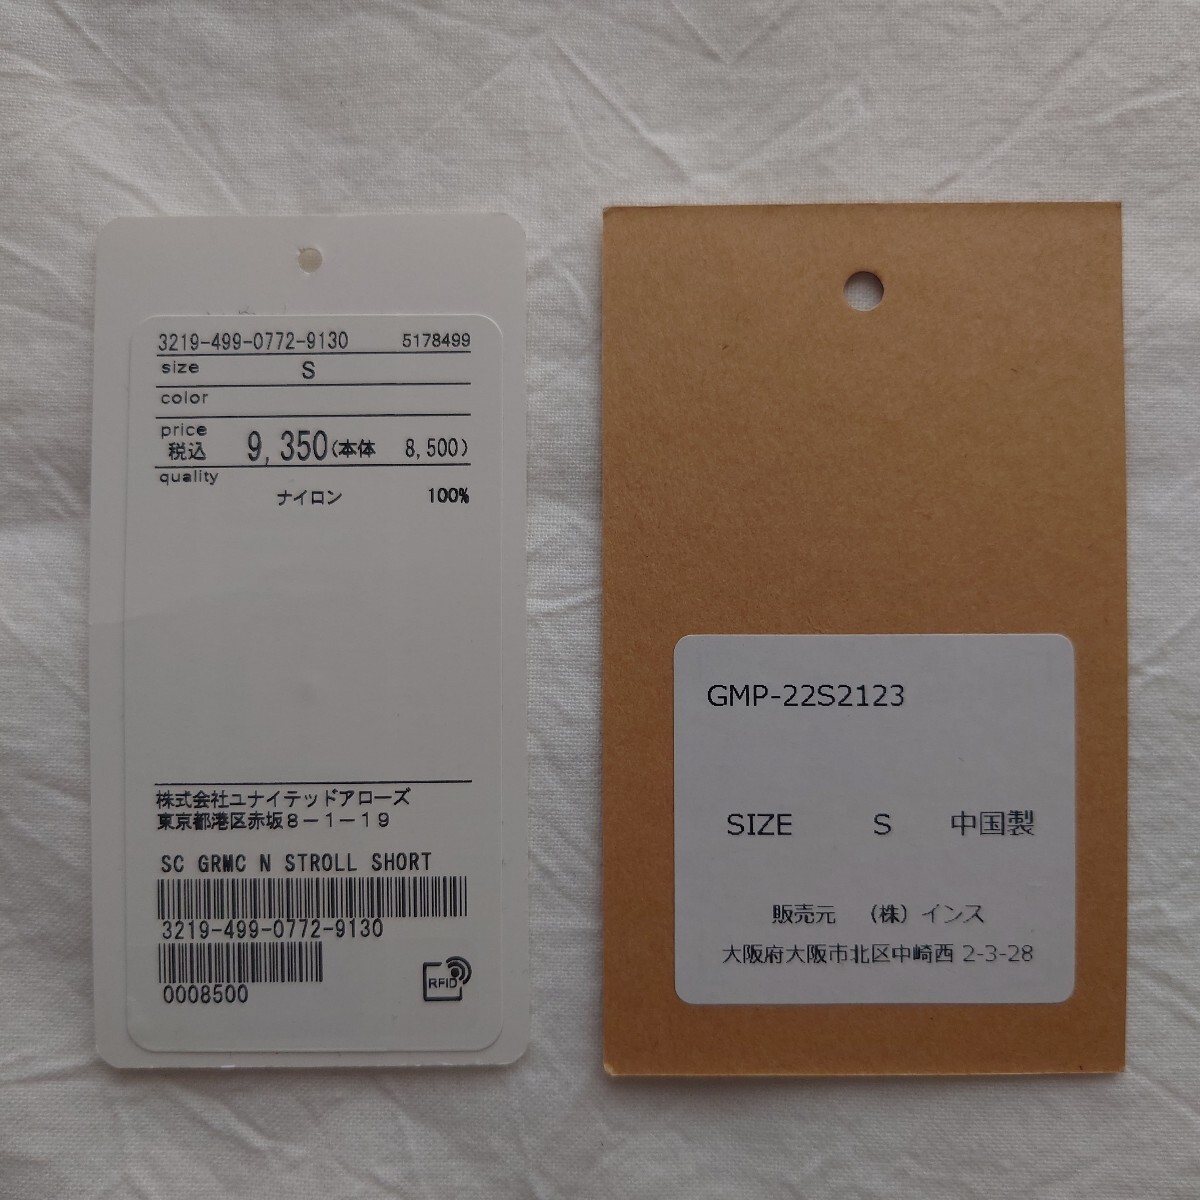 3219-499-0772-9130 5178499
size S
color
price
税込 9,350(本体 8,500)
quality
ナイロン 100%
株式会社ユナイテッドアローズ
東京都港区赤坂8-1-19
SC GRMC N STROLL SHORT
3219-499-0772-9130
0008500
RFID
GMP-22S2123
SIZE S 中国製
販売元 (株)インス
大阪府大阪市北区中崎西 2-3-28